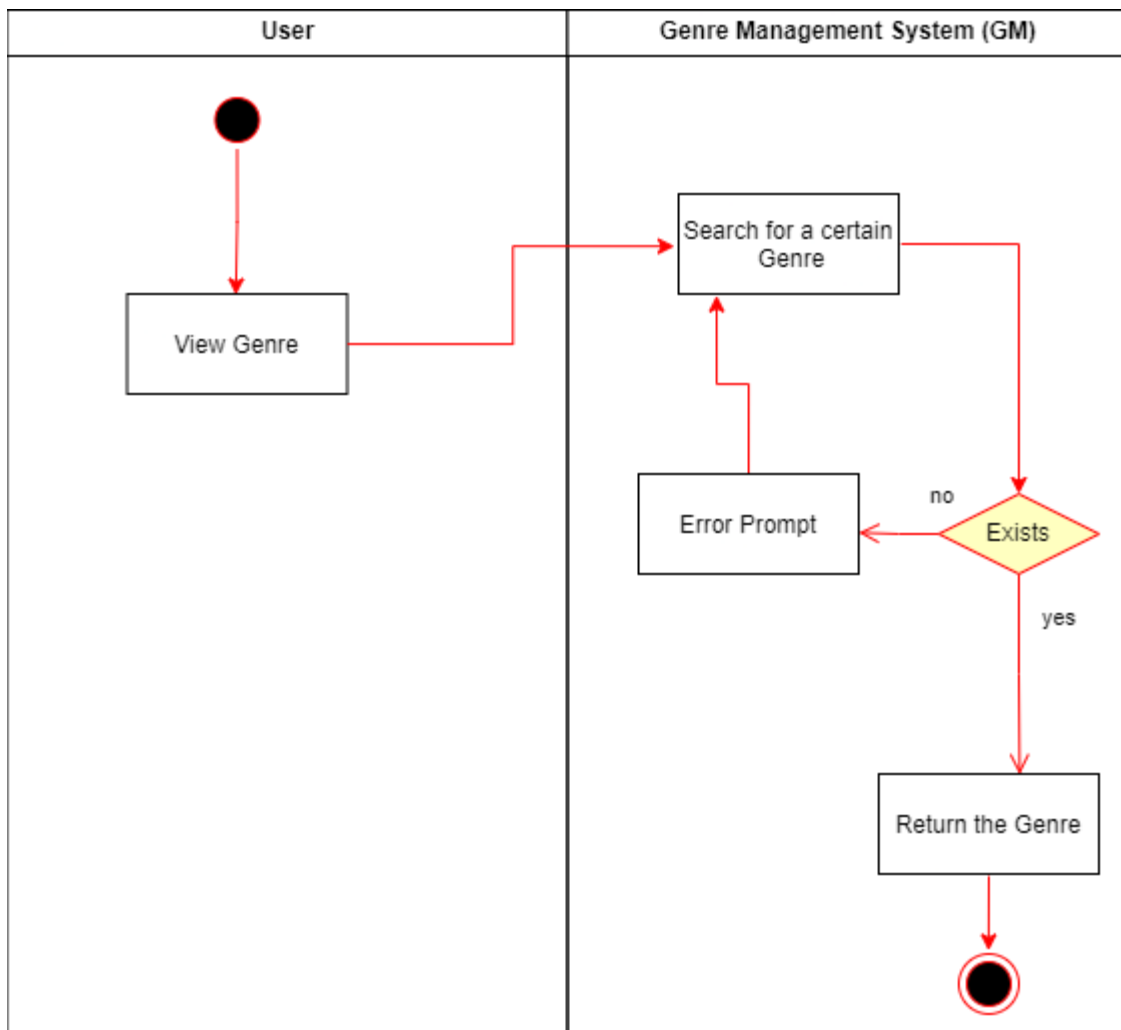 User
Genre Management System (GM)
Search for a certain
Genre
View Genre
no
Error Prompt
Exists
yes
Return the Genre